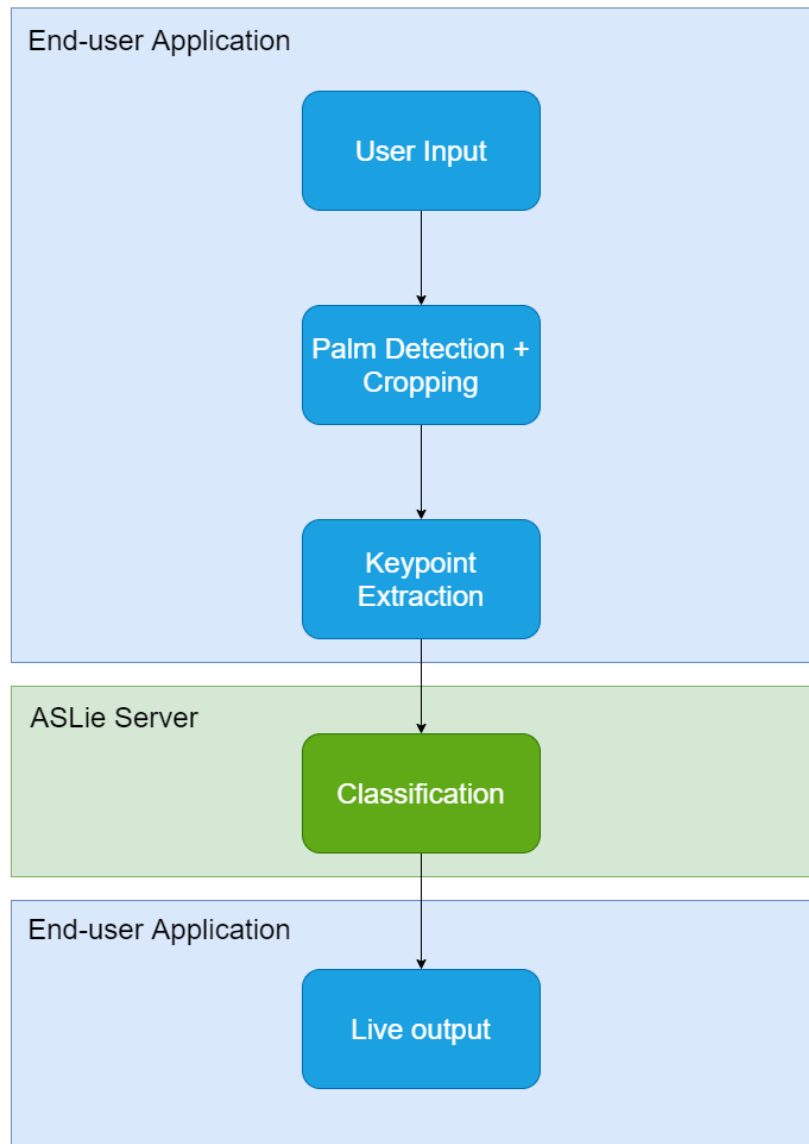 End-user Application
User Input
Palm Detection +
Cropping
Keypoint
Extraction
ASLie Server
Classification
End-user Application
Live output